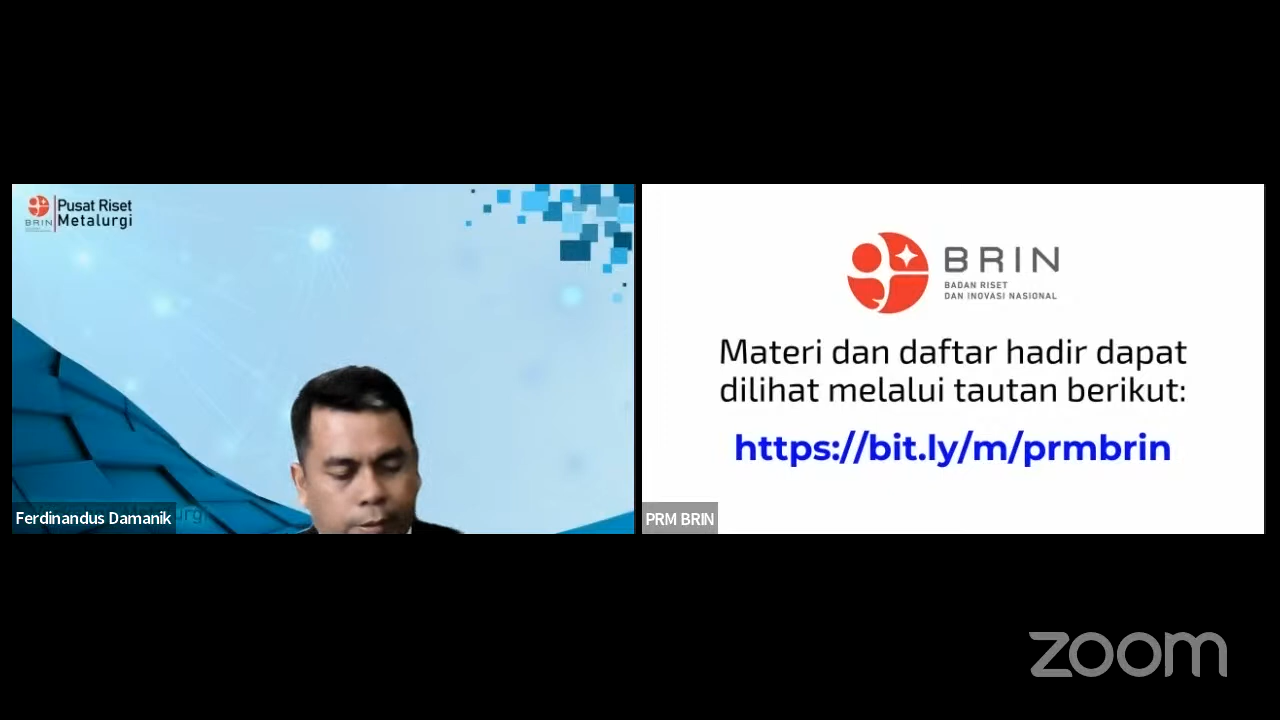 BRIN
Pusat Riset
Metalurgi
Ferdinandus Damanik
BRIN
BADAN RISET
DAN INOVASI NASIONAL
Materi dan daftar hadir dapat
dilihat melalui tautan berikut:
https://bit.ly/m/prmbrin
PRM BRIN
zoom